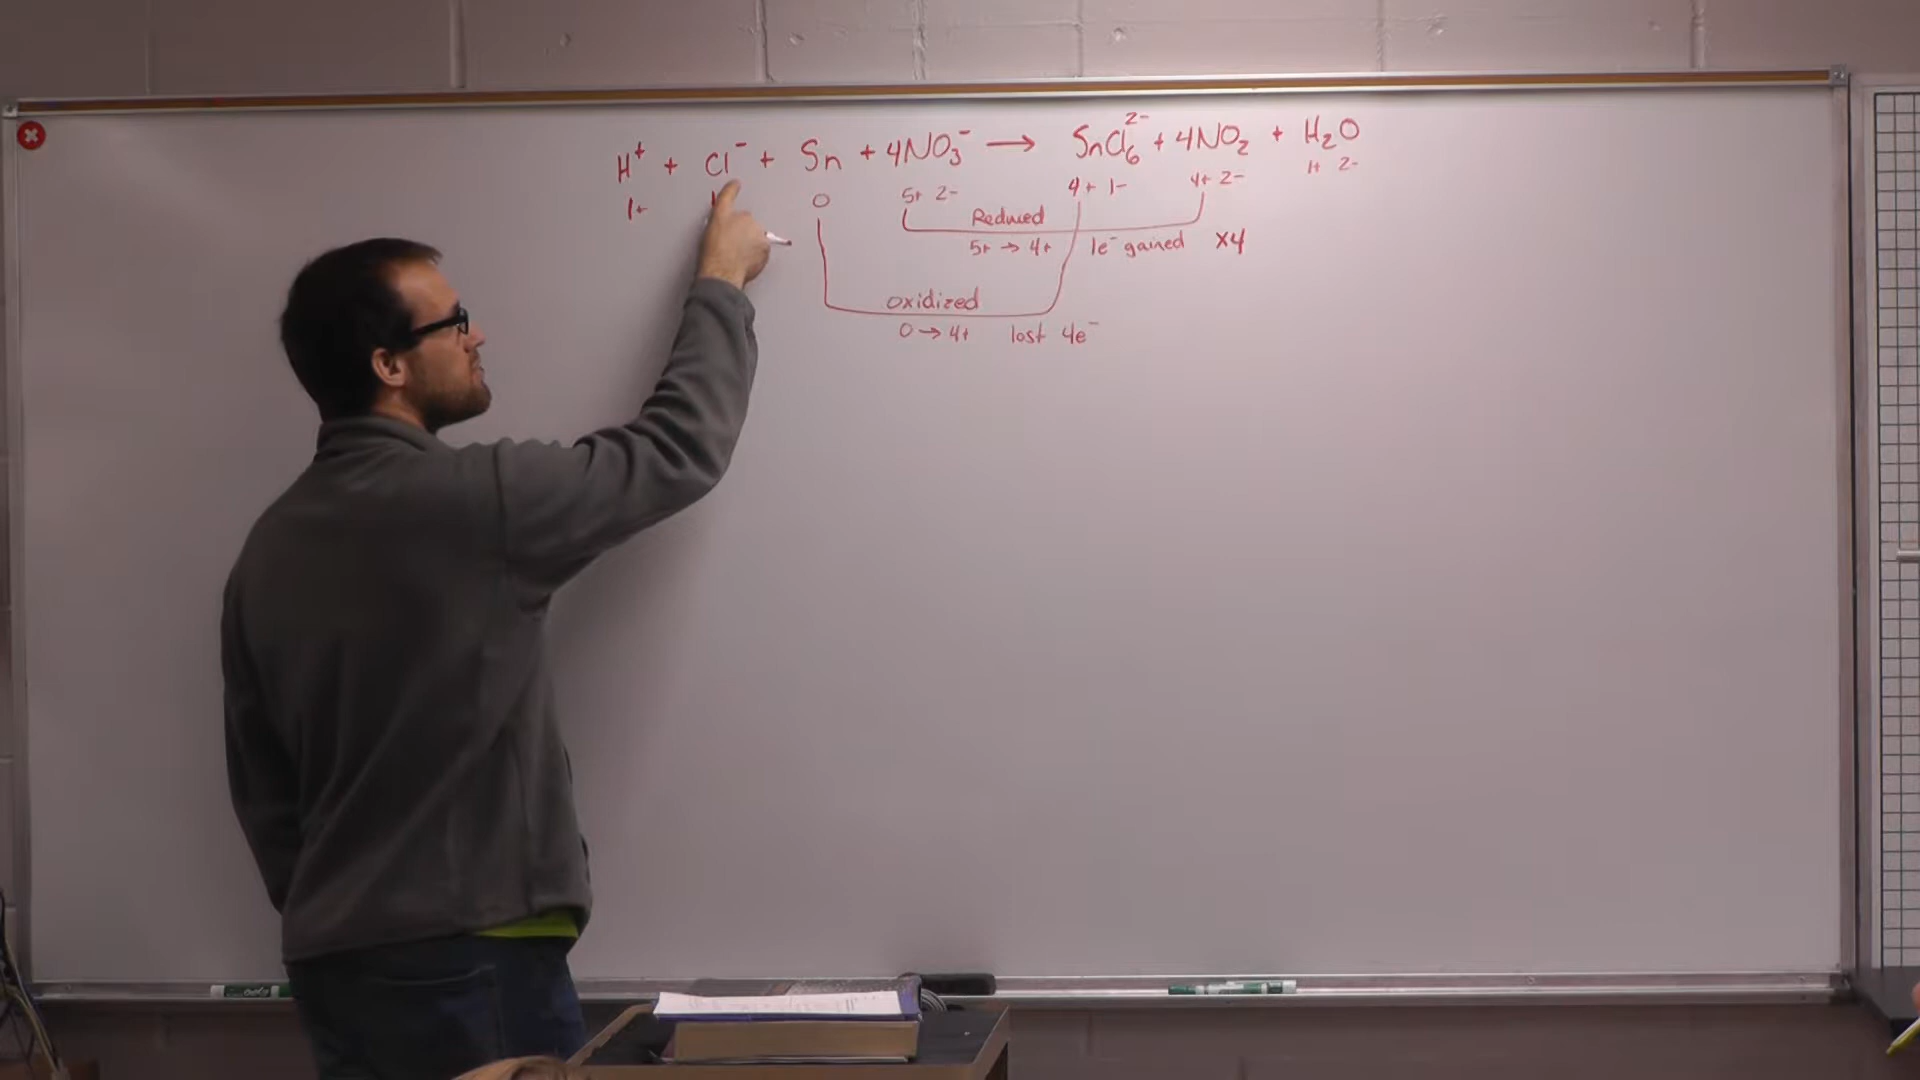 H⁺ + Cl⁻ + Sn + 4NO₃⁻ → SnCl₆²⁻ + 4NO₂ + H₂O
1+ 0 5+ 2- 4+ 1- 4+ 2- 1+ 2-
Reduced
5+ → 4+ 1e⁻ gained x4
oxidized
0 → 4+ lost 4e⁻